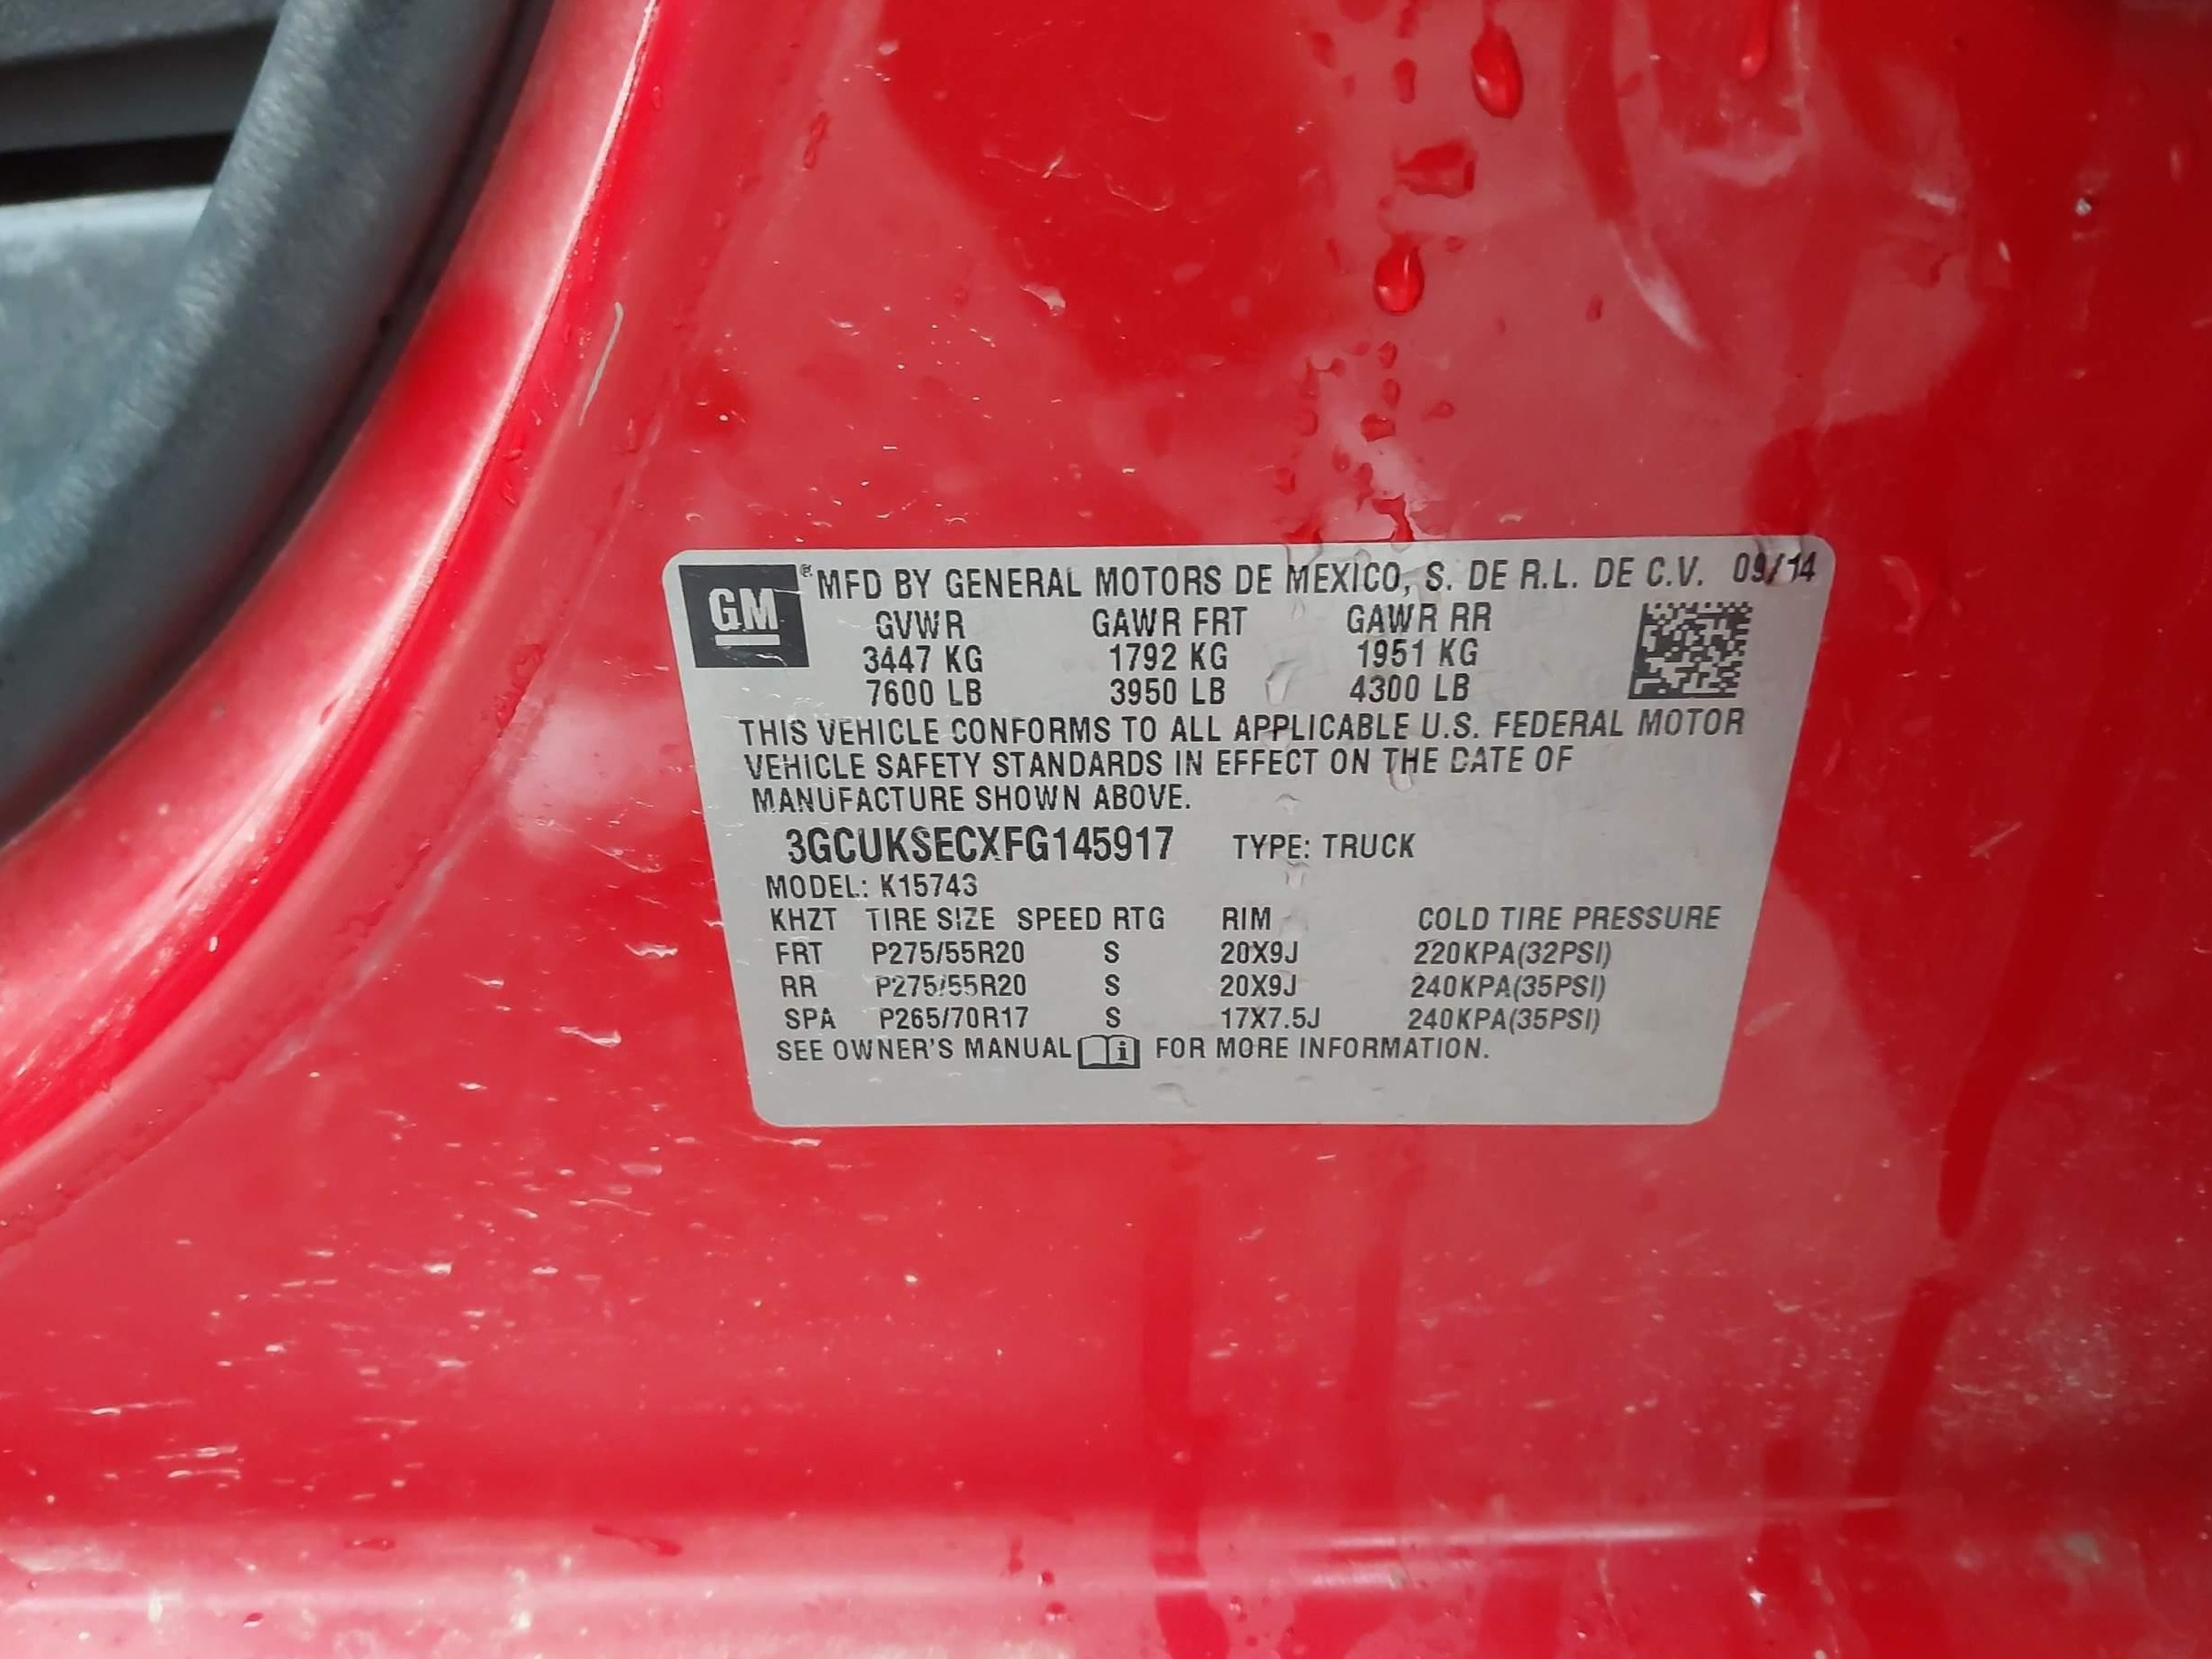 GM ® MFD BY GENERAL MOTORS DE MEXICO, S. DE R.L. DE C.V. 09/14
GVWR GAWR FRT GAWR RR
3447 KG 1792 KG 1951 KG
7600 LB 3950 LB 4300 LB
THIS VEHICLE CONFORMS TO ALL APPLICABLE U.S. FEDERAL MOTOR
VEHICLE SAFETY STANDARDS IN EFFECT ON THE DATE OF
MANUFACTURE SHOWN ABOVE.
3GCUKSECXFG145917 TYPE: TRUCK
MODEL: K15743
KHZT TIRE SIZE SPEED RTG RIM COLD TIRE PRESSURE
FRT P275/55R20 S 20X9J 220KPA(32PSI)
RR P275/55R20 S 20X9J 240KPA(35PSI)
SPA P265/70R17 S 17X7.5J 240KPA(35PSI)
SEE OWNER'S MANUAL i FOR MORE INFORMATION.